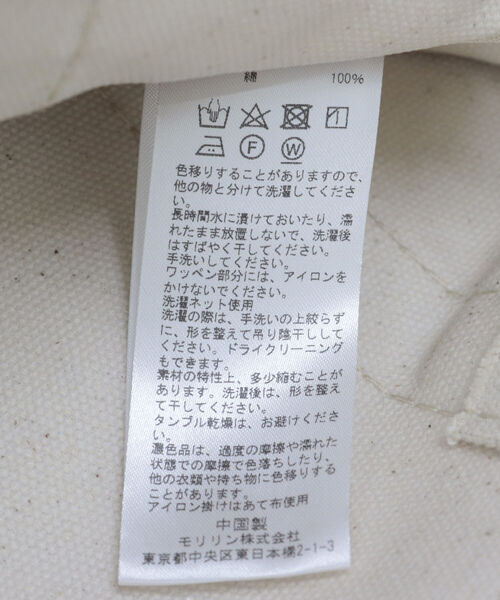 綿 100%
F W
色移りすることがありますので、
他の物と分けて洗濯してくださ
い。
長時間水に漬けておいたり、濡
れたまま放置しないで、洗濯後
はすばやく干してください。
手洗いしてください。
ワッペン部分には、アイロンを
かけないでください。
洗濯ネット使用
洗濯の際は、手洗いの上絞らず
に、形を整えて吊り陰干しして
ください。ドライクリーニング
もできます。
素材の特性上、多少縮むことが
あります。洗濯後は、形を整え
て干してください。
タンブル乾燥は、お避けくださ
い。
濃色品は、過度の摩擦や濡れた
状態での摩擦で色落ちしたり、
他の衣類や持ち物に色移りする
ことがあります。
アイロン掛けはあて布使用
中国製
モリリン株式会社
東京都中央区東日本橋2-1-3